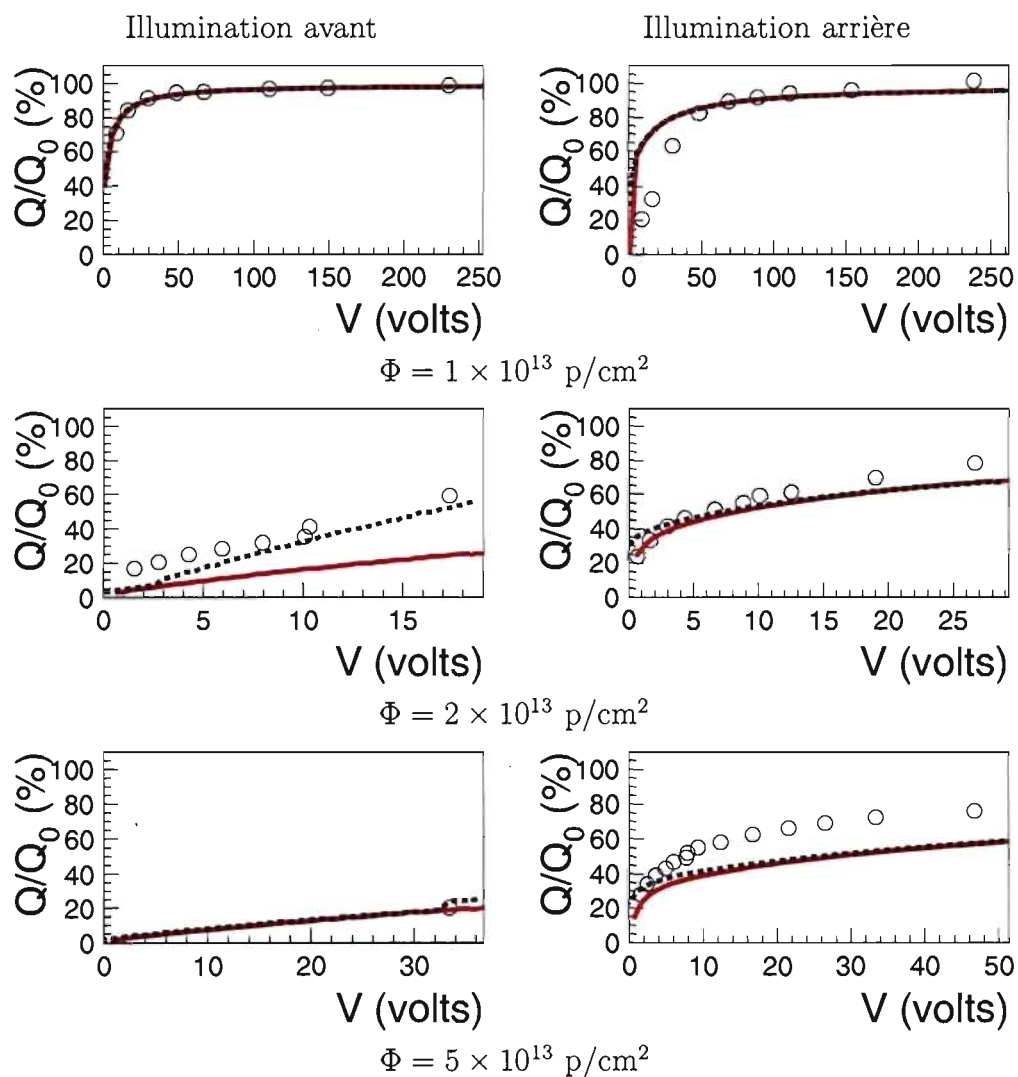 Illumination avant
Illumination arrière
Q/Q0 (%)
100
80
60
40
20
0
0 50 100 150 200 250
V (volts)
Q/Q0 (%)
100
80
60
40
20
0
0 50 100 150 200 250
V (volts)
Φ = 1 × 10^13 p/cm^2
Q/Q0 (%)
100
80
60
40
20
0
0 5 10 15
V (volts)
Q/Q0 (%)
100
80
60
40
20
0
0 5 10 15 20 25
V (volts)
Φ = 2 × 10^13 p/cm^2
Q/Q0 (%)
100
80
60
40
20
0
0 10 20 30
V (volts)
Q/Q0 (%)
100
80
60
40
20
0
0 10 20 30 40 50
V (volts)
Φ = 5 × 10^13 p/cm^2